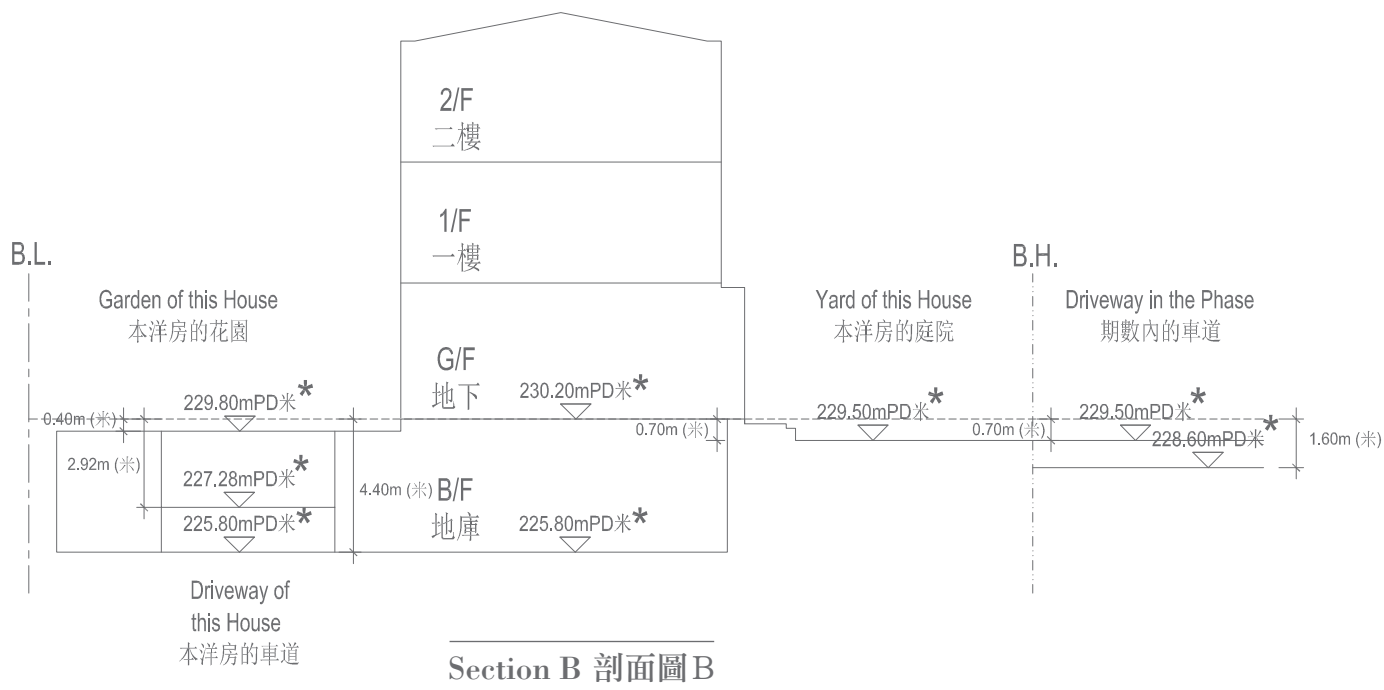 2/F
二樓
1/F
一樓
B.L.
B.H.
Garden of this House
本洋房的花園
Yard of this House
本洋房的庭院
Driveway in the Phase
期數內的車道
G/F
地下
229.80mPD米*
230.20mPD米*
229.50mPD米*
229.50mPD米*
0.40m (米)
0.70m (米)
0.70m (米)
228.60mPD米*
1.60m (米)
2.92m (米)
227.28mPD米*
4.40m (米)
B/F
地庫
225.80mPD米*
225.80mPD米*
Driveway of
this House
本洋房的車道
Section B 剖面圖B